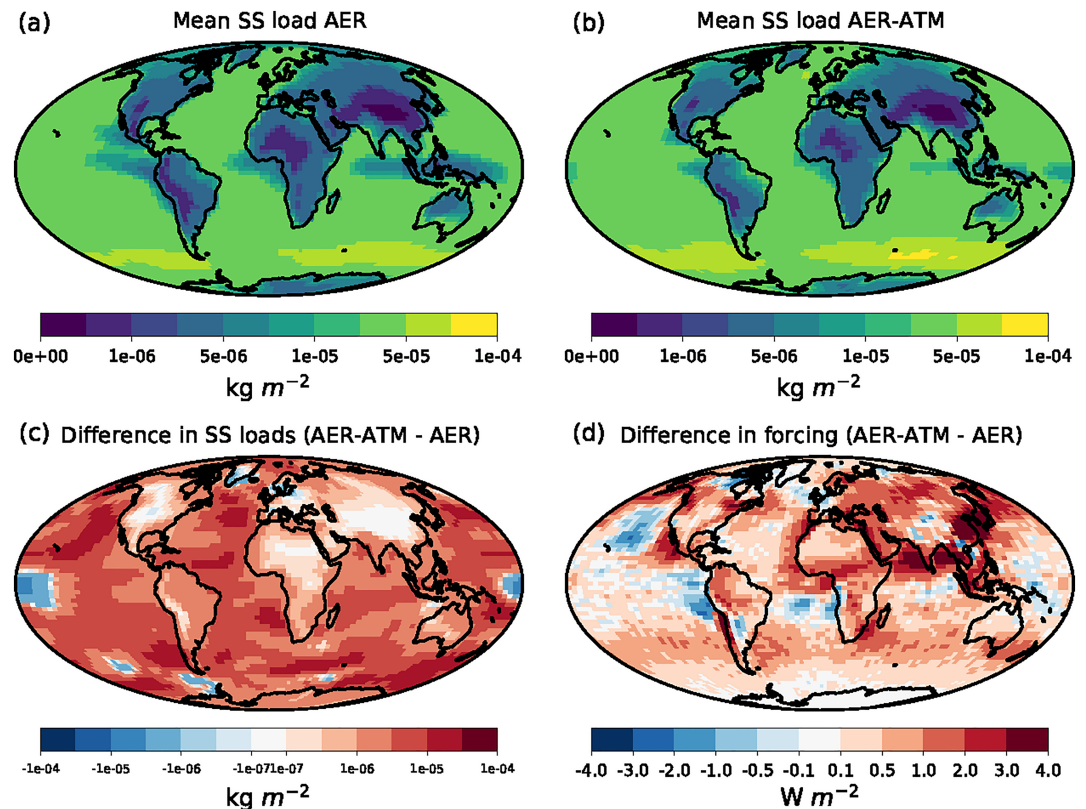 (a) Mean SS load AER
(b) Mean SS load AER-ATM
0e+00 1e-06 5e-06 1e-05 5e-05 1e-04
kg m⁻²
0e+00 1e-06 5e-06 1e-05 5e-05 1e-04
kg m⁻²
(c) Difference in SS loads (AER-ATM - AER)
(d) Difference in forcing (AER-ATM - AER)
-1e-04 -1e-05 -1e-06 -1e-071e-07 1e-06 1e-05 1e-04
kg m⁻²
-4.0 -3.0 -2.0 -1.0 -0.5 -0.1 0.1 0.5 1.0 2.0 3.0 4.0
W m⁻²